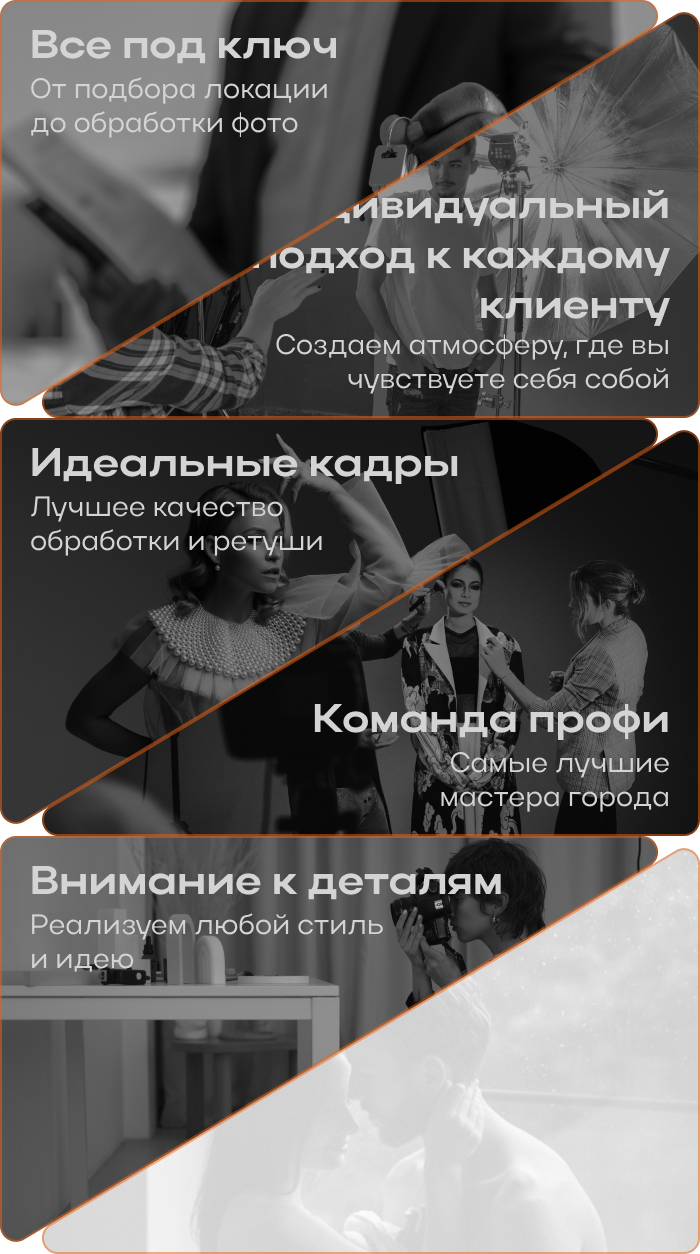 Все под ключ
От подбора локации
до обработки фото
дивидуальный
подход к каждому
клиенту
Создаем атмосферу, где вы
чувствуете себя собой
Идеальные кадры
Лучшее качество
обработки и ретуши
Команда профи
Самые лучшие
мастера города
Внимание к деталям
Реализуем любой стиль
и идею